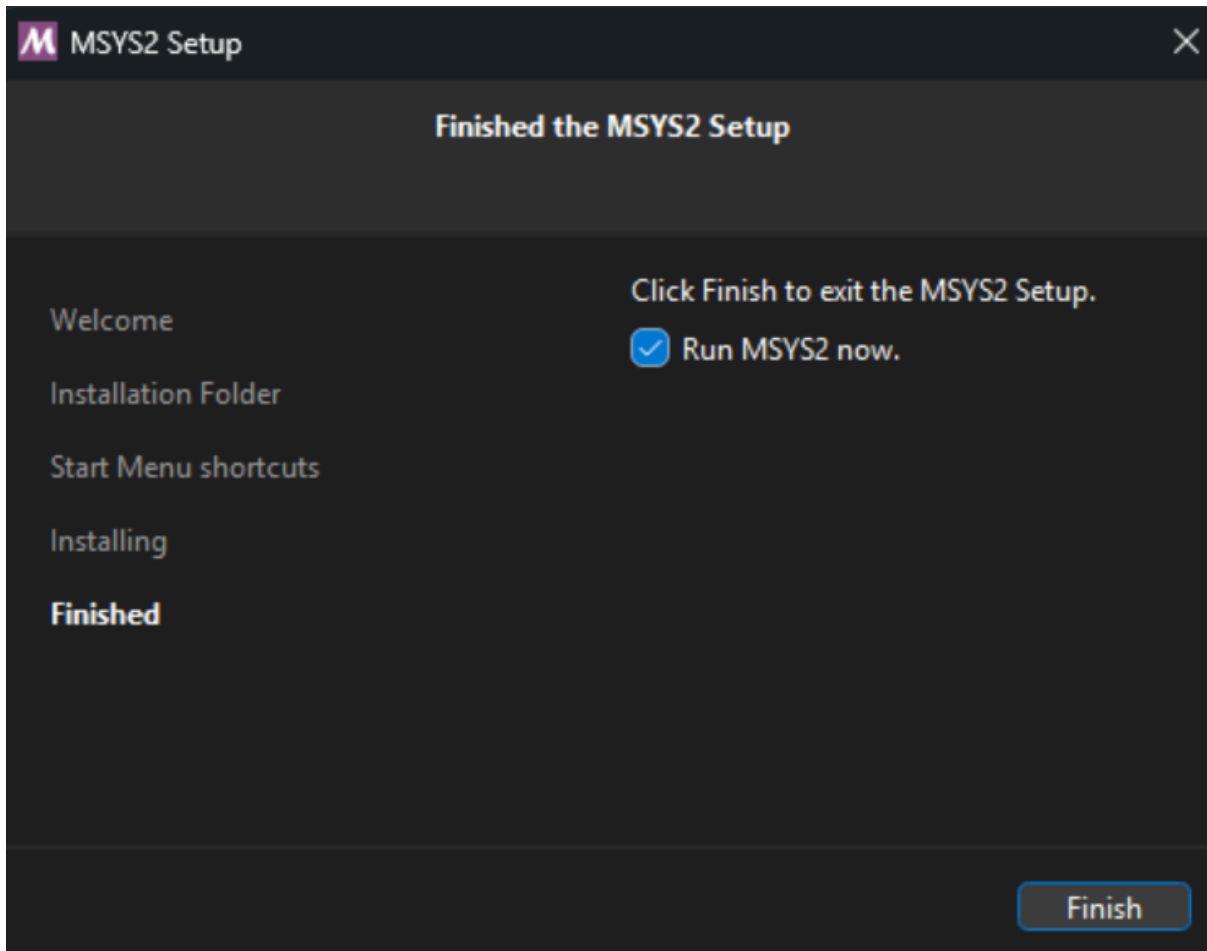 MSYS2 Setup
Finished the MSYS2 Setup
Welcome
Installation Folder
Start Menu shortcuts
Installing
Finished
Click Finish to exit the MSYS2 Setup.
Run MSYS2 now.
Finish